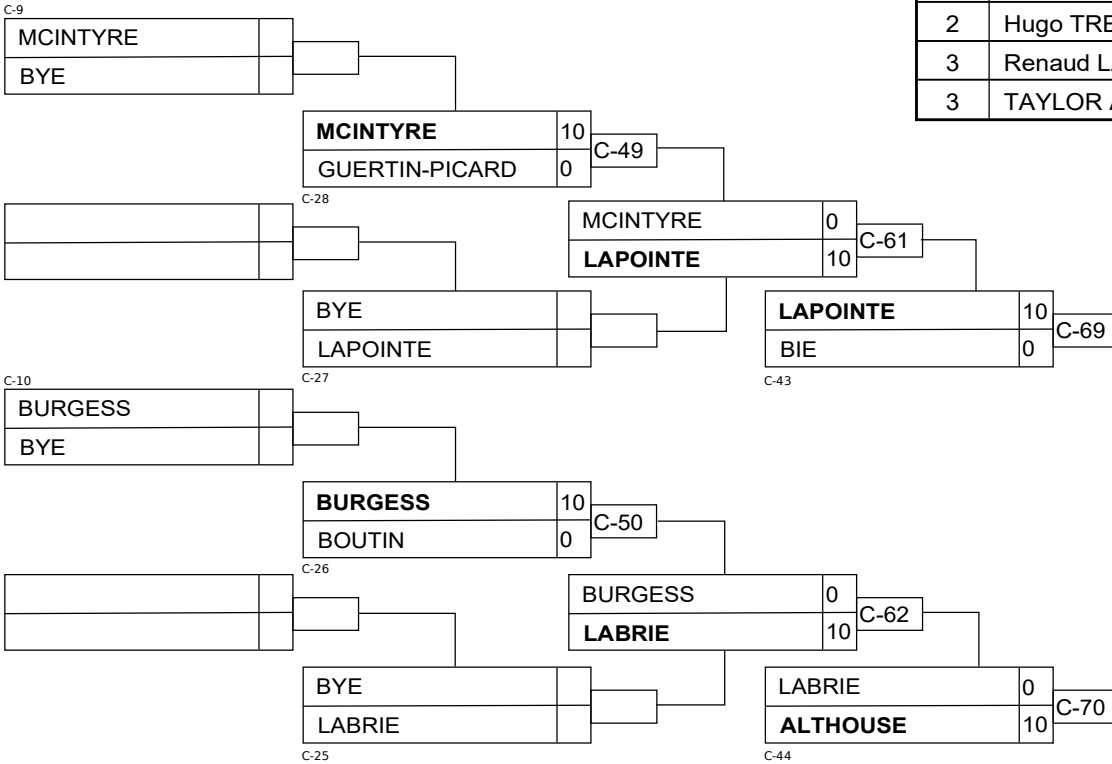 C-9
MCINTYRE
BYE
2 Hugo
3 Renaud
3 TAYLOR
MCINTYRE 10
GUERTIN-PICARD 0
C-49
C-28
MCINTYRE 0
LAPOINTE 10
C-61
BYE
LAPOINTE
C-27
LAPOINTE 10
BIE 0
C-69
C-43
C-10
BURGESS
BYE
BURGESS 10
BOUTIN 0
C-50
C-26
BURGESS 0
LABRIE 10
C-62
BYE
LABRIE
C-25
LABRIE 0
ALTHOUSE 10
C-70
C-44